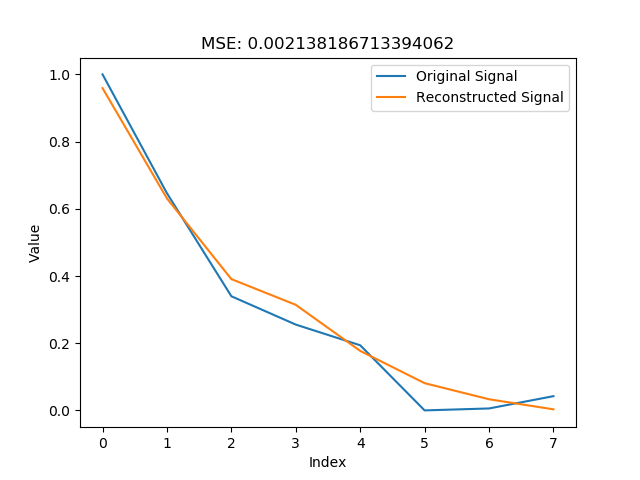 MSE: 0.002138186713394062
Original Signal
Reconstructed Signal
1.0
0.8
0.6
0.4
0.2
0.0
Value
0 1 2 3 4 5 6 7
Index